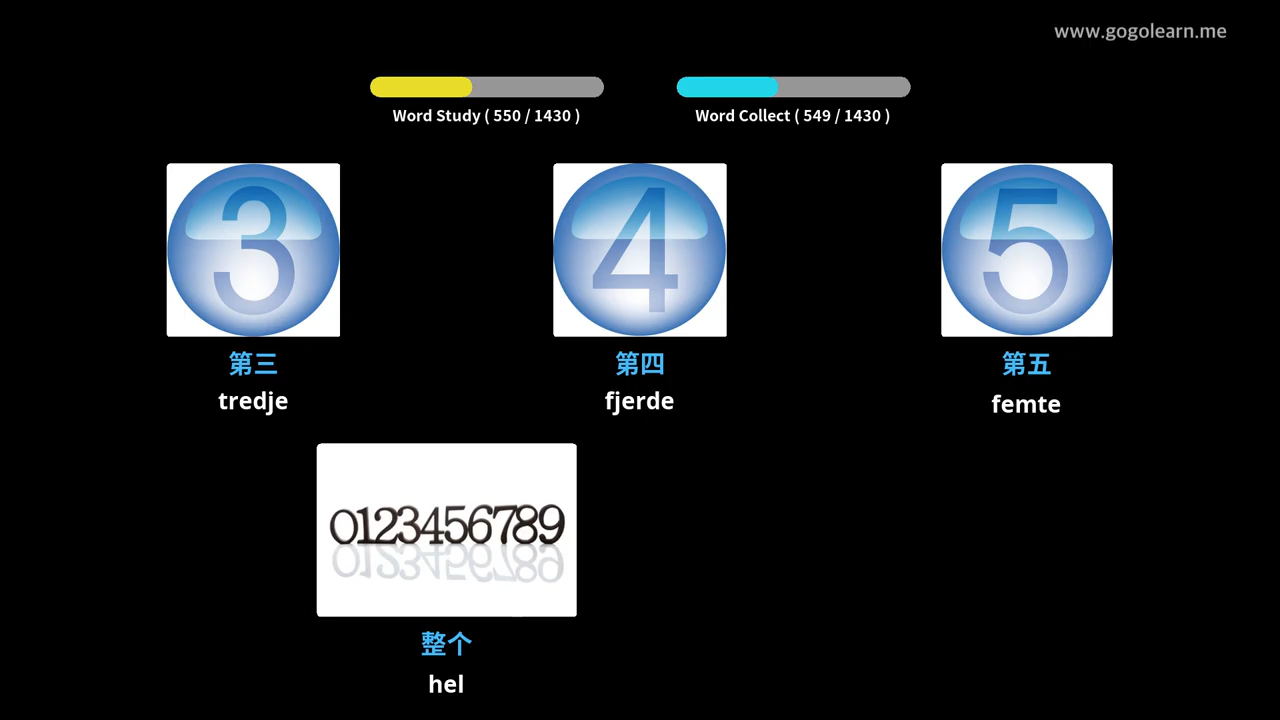 www.gogolearn.me
Word Study ( 550 / 1430 )
Word Collect ( 549 / 1430 )
3
4
5
第三
第四
第五
tredje
fjerde
femte
0123456789
整个
hel